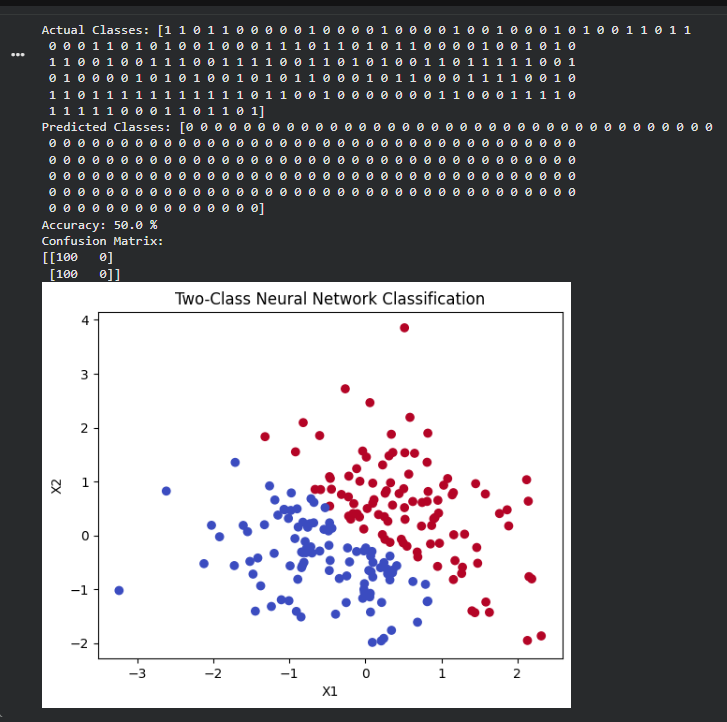 Actual Classes: [1 1 0 1 1 0 0 0 0 0 1 0 0 0 0 1 0 0 0 0 1 0 0 1 0 0 0 1 0 1 0 0 1 1 0 1 1
0 0 0 1 1 0 1 0 1 0 0 1 0 0 0 1 1 1 0 1 1 0 1 0 1 1 0 0 0 0 1 0 0 1 0 1 0
1 1 0 0 1 0 0 1 1 0 0 1 1 1 0 1 0 1 1 0 1 0 1 0 0 1 1 0 1 1 1 1 1 1 0 0 1
0 1 0 0 0 0 1 0 1 0 1 0 0 1 0 1 0 0 0 1 1 0 1 0 1 1 0 0 0 1 1 1 1 0 0 1 0
1 1 0 1 1 1 1 1 1 1 1 1 1 1 0 1 1 0 0 1 0 0 0 0 0 0 0 1 1 0 0 0 1 1 1 1 0
1 1 1 1 1 0 0 0 1 1 0 1 1 0 1]
Predicted Classes: [0 0 0 0 0 0 0 0 0 0 0 0 0 0 0 0 0 0 0 0 0 0 0 0 0 0 0 0 0 0 0 0 0 0 0 0 0
0 0 0 0 0 0 0 0 0 0 0 0 0 0 0 0 0 0 0 0 0 0 0 0 0 0 0 0 0 0 0 0 0 0 0 0 0
0 0 0 0 0 0 0 0 0 0 0 0 0 0 0 0 0 0 0 0 0 0 0 0 0 0 0 0 0 0 0 0 0 0 0 0 0
0 0 0 0 0 0 0 0 0 0 0 0 0 0 0 0 0 0 0 0 0 0 0 0 0 0 0 0 0 0 0 0 0 0 0 0 0
0 0 0 0 0 0 0 0 0 0 0 0 0 0 0 0 0 0 0 0 0 0 0 0 0 0 0 0 0 0 0 0 0 0 0 0 0
0 0 0 0 0 0 0 0 0 0 0 0 0 0 0]
Accuracy: 50.0 %
Confusion Matrix:
[[100   0]
[100   0]]
Two-Class Neural Network Classification
4
3
2
1
0
−1
−2
X2
−3 −2 −1 0 1 2
X1